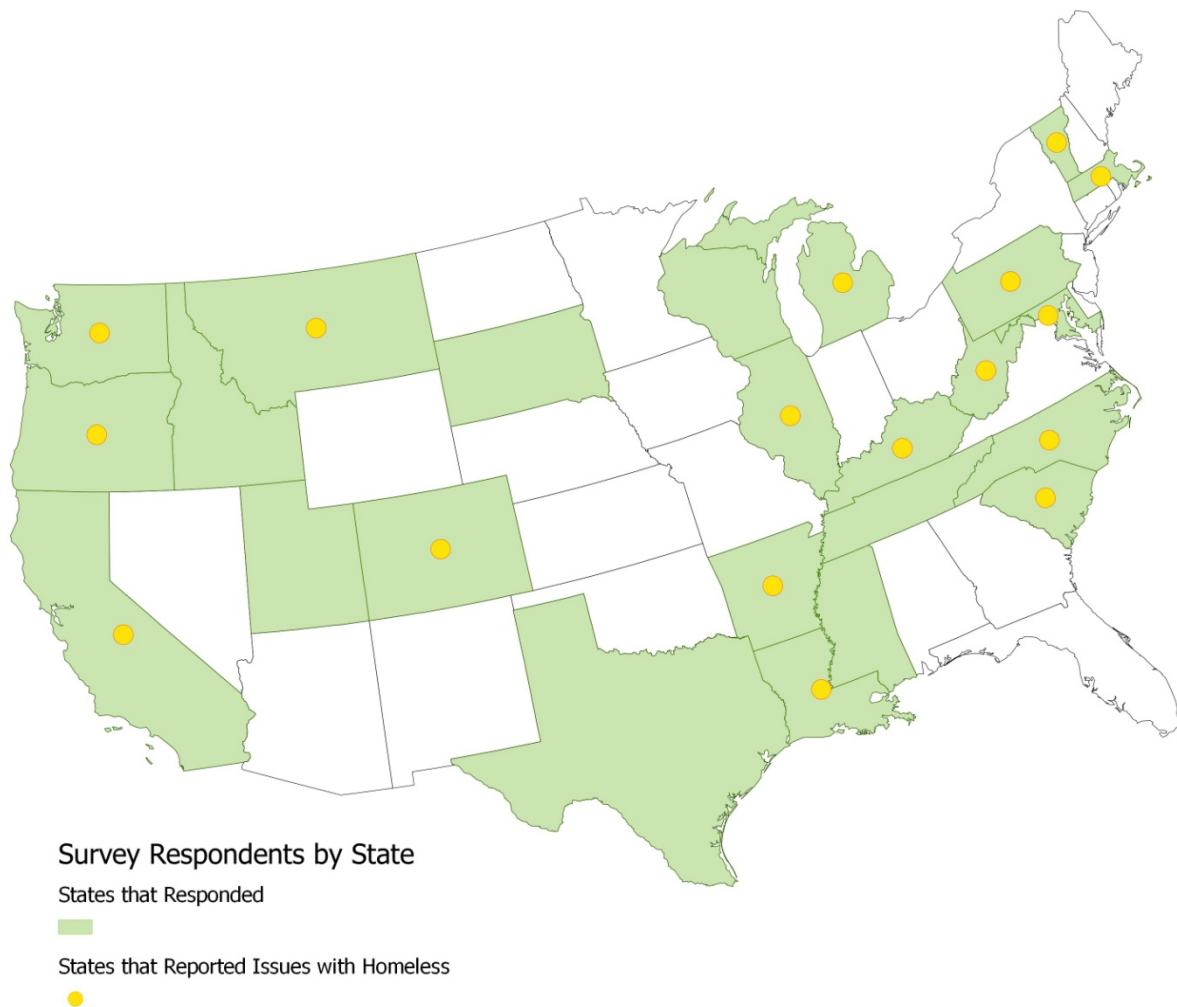 Survey Respondents by State
States that Responded
States that Reported Issues with Homeless